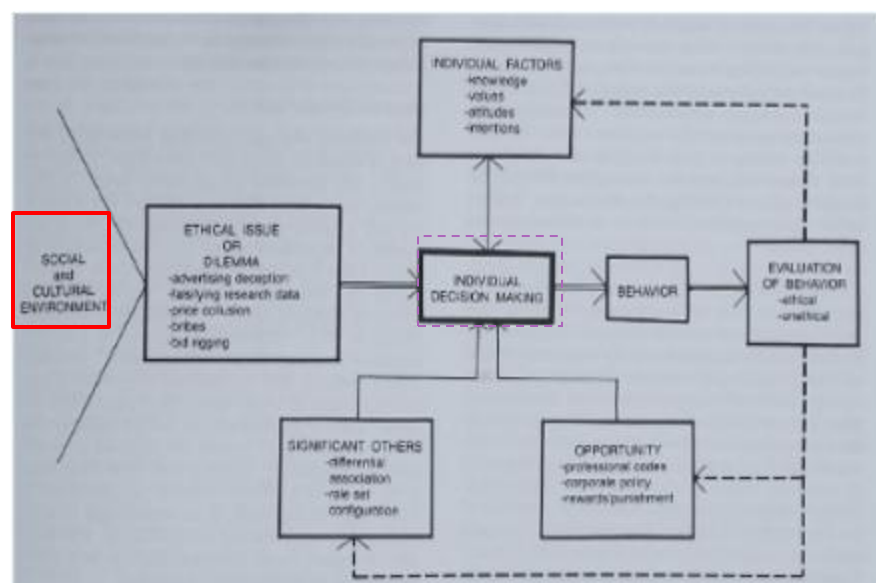 INDIVIDUAL FACTORS
-knowledge
-values
-attitudes
-intentions
SOCIAL
and
CULTURAL
ENVIRONMENT
ETHICAL ISSUE
OR
DILEMMA
-advertising deception
-falsifying research data
-price collusion
-bribes
-bid rigging
INDIVIDUAL
DECISION MAKING
BEHAVIOR
EVALUATION
OF BEHAVIOR
-ethical
-unethical
SIGNIFICANT OTHERS
-differential
association
-role set
configuration
OPPORTUNITY
-professional codes
-corporate policy
-rewards/punishment